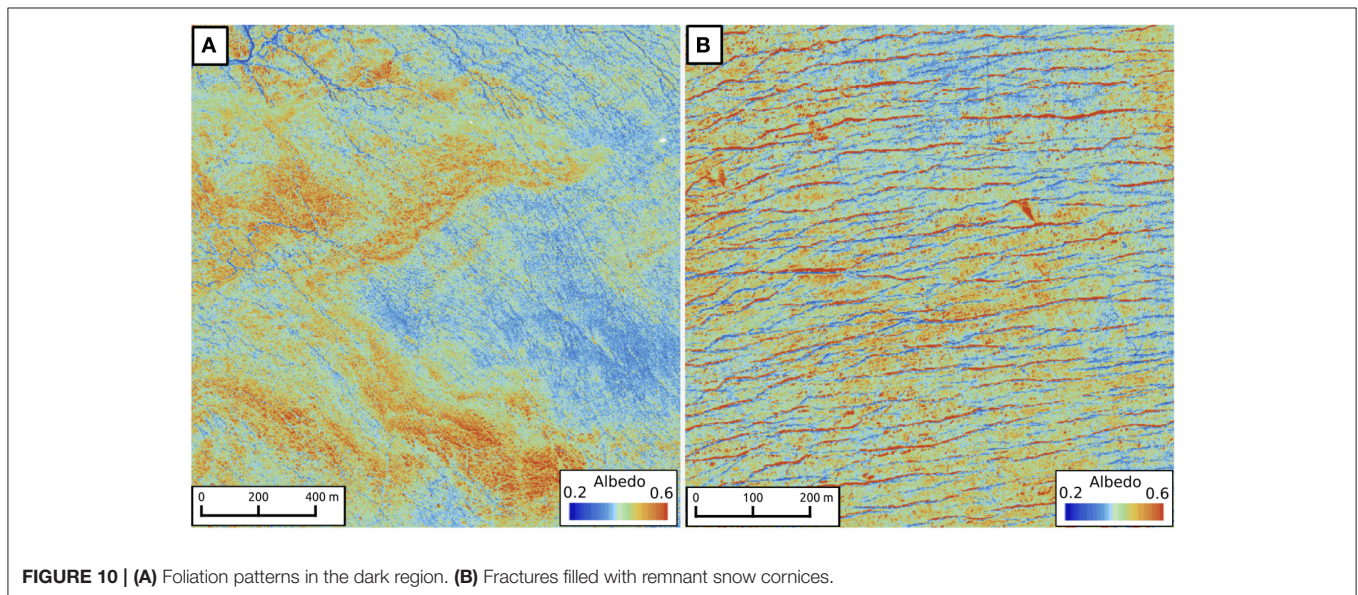 A
B
Albedo
0.2 0.6
0 200 400 m
Albedo
0.2 0.6
0 100 200 m
FIGURE 10 | (A) Foliation patterns in the dark region. (B) Fractures filled with remnant snow cornices.